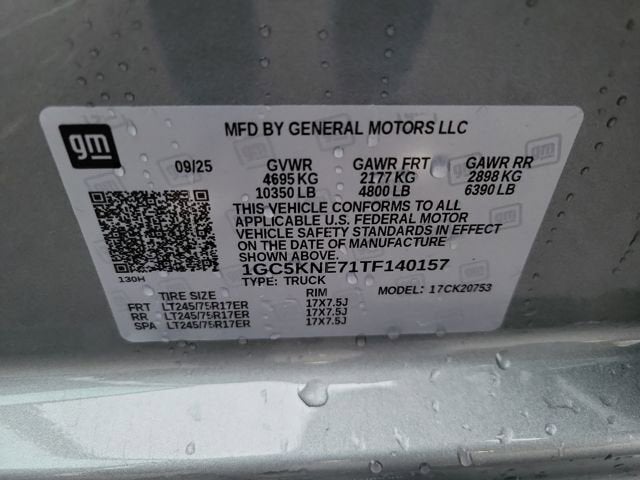 gm
MFD BY GENERAL MOTORS LLC
09/25 GVWR GAWR FRT GAWR RR
4695 KG 2177 KG 2898 KG
10350 LB 4800 LB 6390 LB
THIS VEHICLE CONFORMS TO ALL
APPLICABLE U.S. FEDERAL MOTOR
VEHICLE SAFETY STANDARDS IN EFFECT
ON THE DATE OF MANUFACTURE
SHOWN ABOVE.
1GC5KNE71TF140157
130H
TYPE: TRUCK MODEL: 17CK20753
TIRE SIZE RIM
FRT LT245/75R17ER 17X7.5J
RR LT245/75R17ER 17X7.5J
SPA LT245/75R17ER 17X7.5J